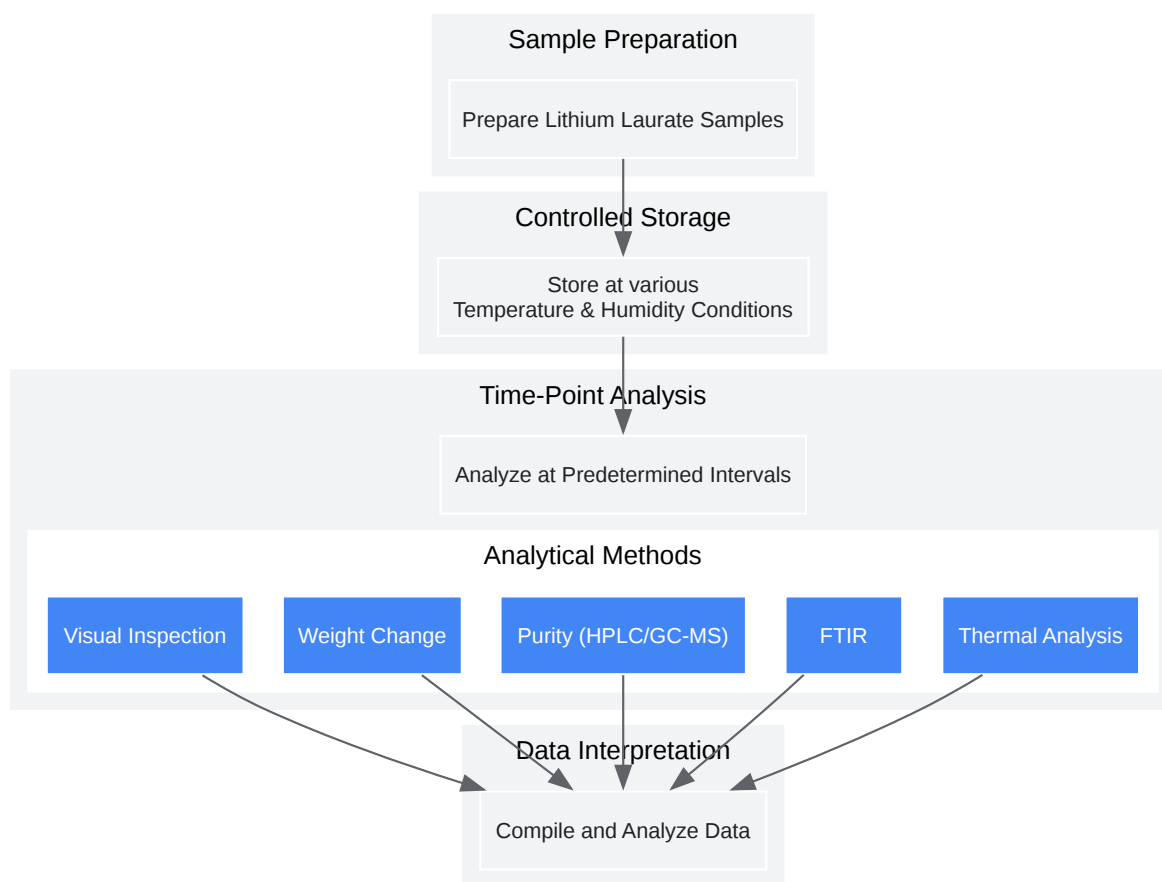 Sample Preparation
Prepare Lithium Laurate Samples
Controlled Storage
Store at various
Temperature & Humidity Conditions
Time-Point Analysis
Analyze at Predetermined Intervals
Analytical Methods
Visual Inspection
Weight Change
Purity (HPLC/GC-MS)
FTIR
Thermal Analysis
Data Interpretation
Compile and Analyze Data